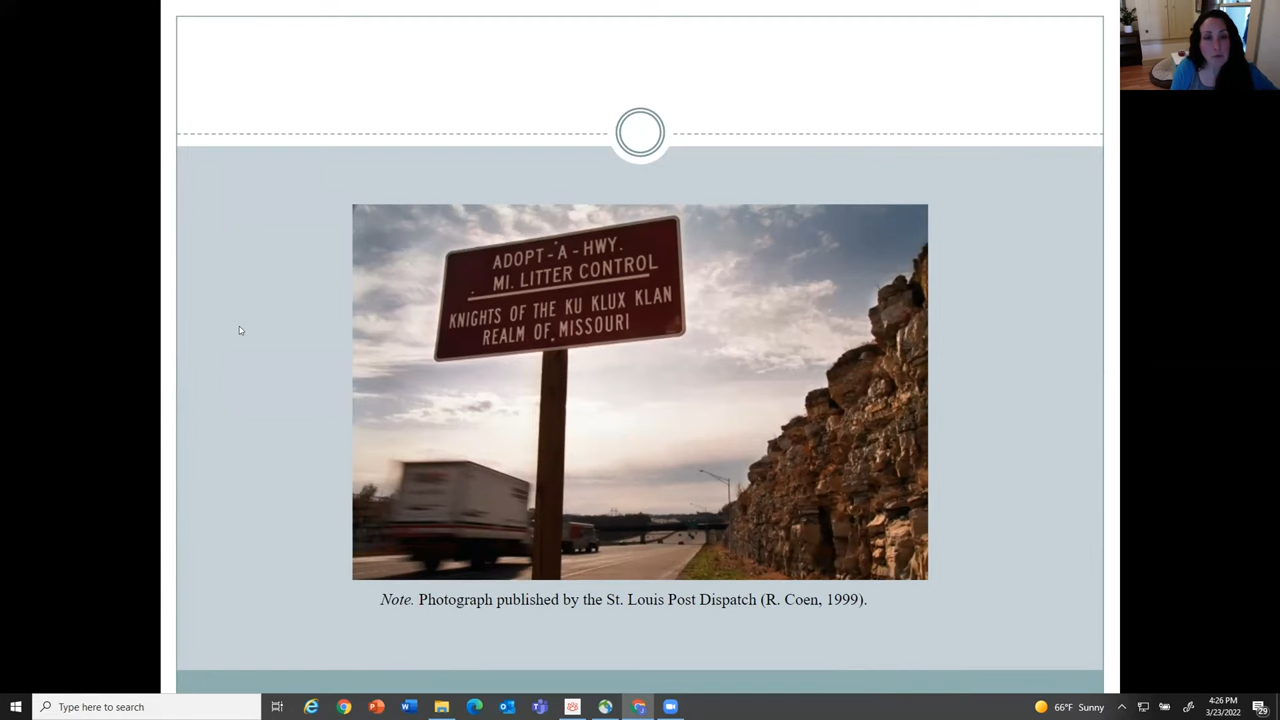 ADOPT-A-HWY.
MI. LITTER CONTROL
KNIGHTS OF THE KU KLUX KLAN
REALM OF MISSOURI
Note. Photograph published by the St. Louis Post Dispatch (R. Coen, 1999).
Type here to search
66°F Sunny
4:26 PM
3/23/2022
29